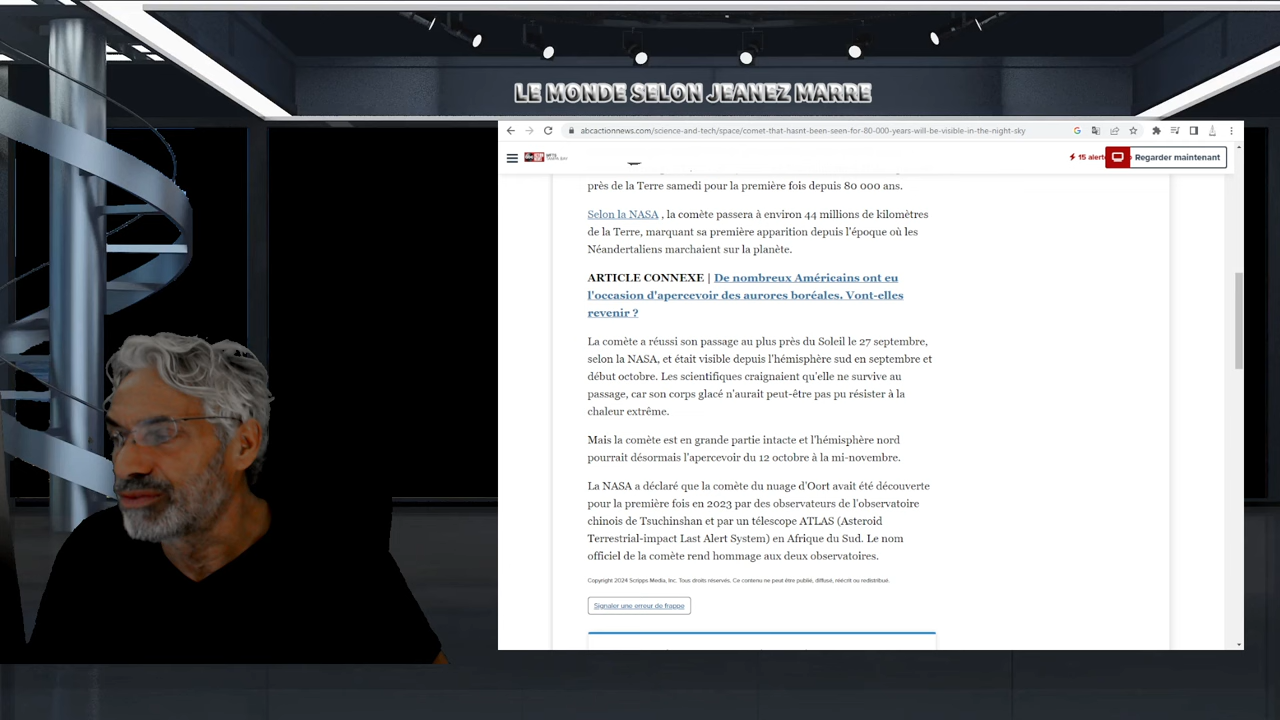 LE MONDE SELON JEANEZ MARRE
abcactionnews.com/science-and-tech/space/comet-that-hasnt-been-seen-for-80-000-years-will-be-visible-in-the-night-sky
15 alert
Regarder maintenant
près de la Terre samedi pour la première fois depuis 80 000 ans.
Selon la NASA , la comète passera à environ 44 millions de kilomètres
de la Terre, marquant sa première apparition depuis l'époque où les
Néandertaliens marchaient sur la planète.
ARTICLE CONNEXE | De nombreux Américains ont eu
l'occasion d'apercevoir des aurores boréales. Vont-elles
revenir ?
La comète a réussi son passage au plus près du Soleil le 27 septembre,
selon la NASA, et était visible depuis l'hémisphère sud en septembre et
début octobre. Les scientifiques craignaient qu'elle ne survive au
passage, car son corps glacé n'aurait peut-être pas pu résister à la
chaleur extrême.
Mais la comète est en grande partie intacte et l'hémisphère nord
pourrait désormais l'apercevoir du 12 octobre à la mi-novembre.
La NASA a déclaré que la comète du nuage d'Oort avait été découverte
pour la première fois en 2023 par des observateurs de l'observatoire
chinois de Tsuchinshan et par un télescope ATLAS (Asteroid
Terrestrial-impact Last Alert System) en Afrique du Sud. Le nom
officiel de la comète rend hommage aux deux observatoires.
Copyright 2024 Scripps Media, Inc. Tous droits réservés. Ce contenu ne peut être publié, diffusé, réécrit ou redistribué.
Signaler une erreur de frappe